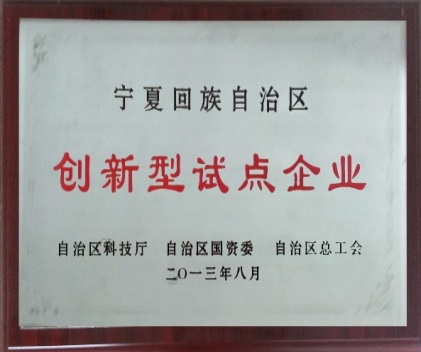 宁夏回族自治区
创新型试点企业
自治区科技厅 自治区国资委 自治区总工会
二〇一三年八月